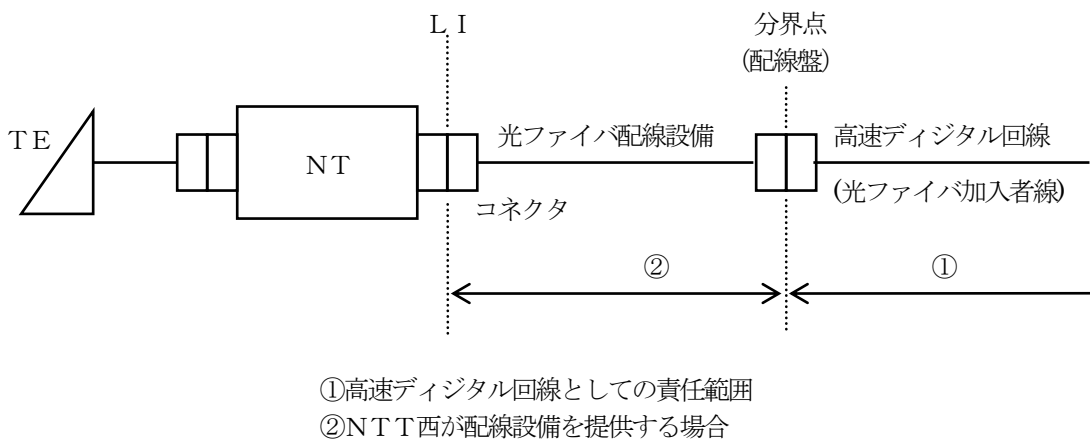 ＬＩ
分界点
(配線盤)
ＴＥ
ＮＴ
光ファイバ配線設備
高速ディジタル回線
(光ファイバ加入者線)
コネクタ
②
①
①高速ディジタル回線としての責任範囲
②ＮＴＴ西が配線設備を提供する場合